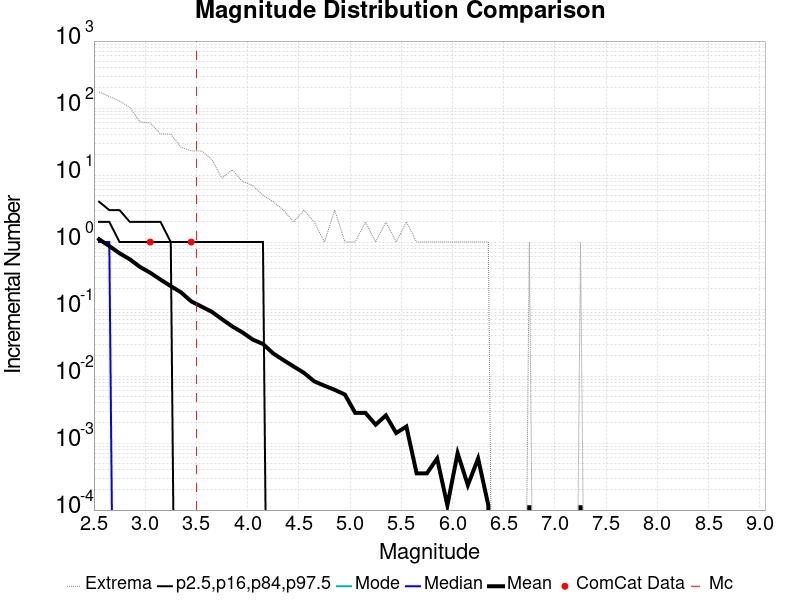 Magnitude Distribution Comparison
10^3
10^2
10^1
10^0
10^-1
10^-2
10^-3
10^-4
Incremental Number
2.5 3.0 3.5 4.0 4.5 5.0 5.5 6.0 6.5 7.0 7.5 8.0 8.5 9.0
Magnitude
Extrema p2.5,p16,p84,p97.5 Mode Median Mean ComCat Data Mc